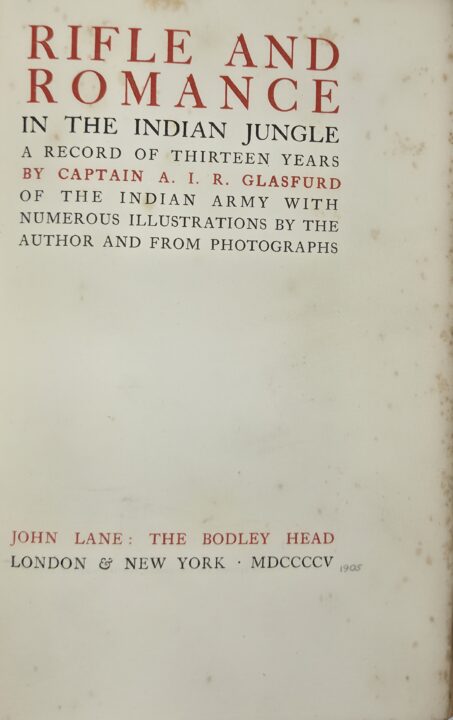 RIFLE AND
ROMANCE
IN THE INDIAN JUNGLE
A RECORD OF THIRTEEN YEARS
BY CAPTAIN A. I. R. GLASFURD
OF THE INDIAN ARMY WITH
NUMEROUS ILLUSTRATIONS BY THE
AUTHOR AND FROM PHOTOGRAPHS
JOHN LANE: THE BODLEY HEAD
LONDON & NEW YORK · MDCCCCV 1905